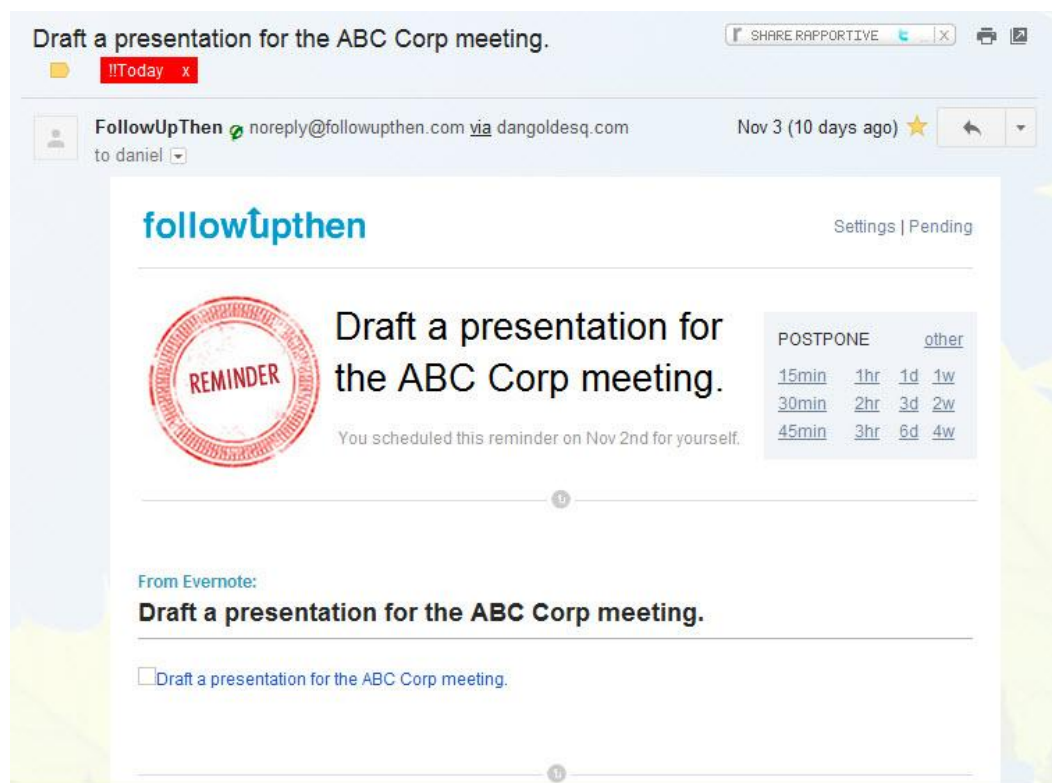 Draft a presentation for the ABC Corp meeting.
SHARE RAPPORTIVE
!!Today x
FollowUpThen noreply@followupthen.com via dangoldesq.com Nov 3 (10 days ago)
to daniel
followupthen
Settings | Pending
REMINDER
Draft a presentation for
the ABC Corp meeting.
You scheduled this reminder on Nov 2nd for yourself.
POSTPONE other
15min 1hr 1d 1w
30min 2hr 3d 2w
45min 3hr 6d 4w
From Evernote:
Draft a presentation for the ABC Corp meeting.
Draft a presentation for the ABC Corp meeting.